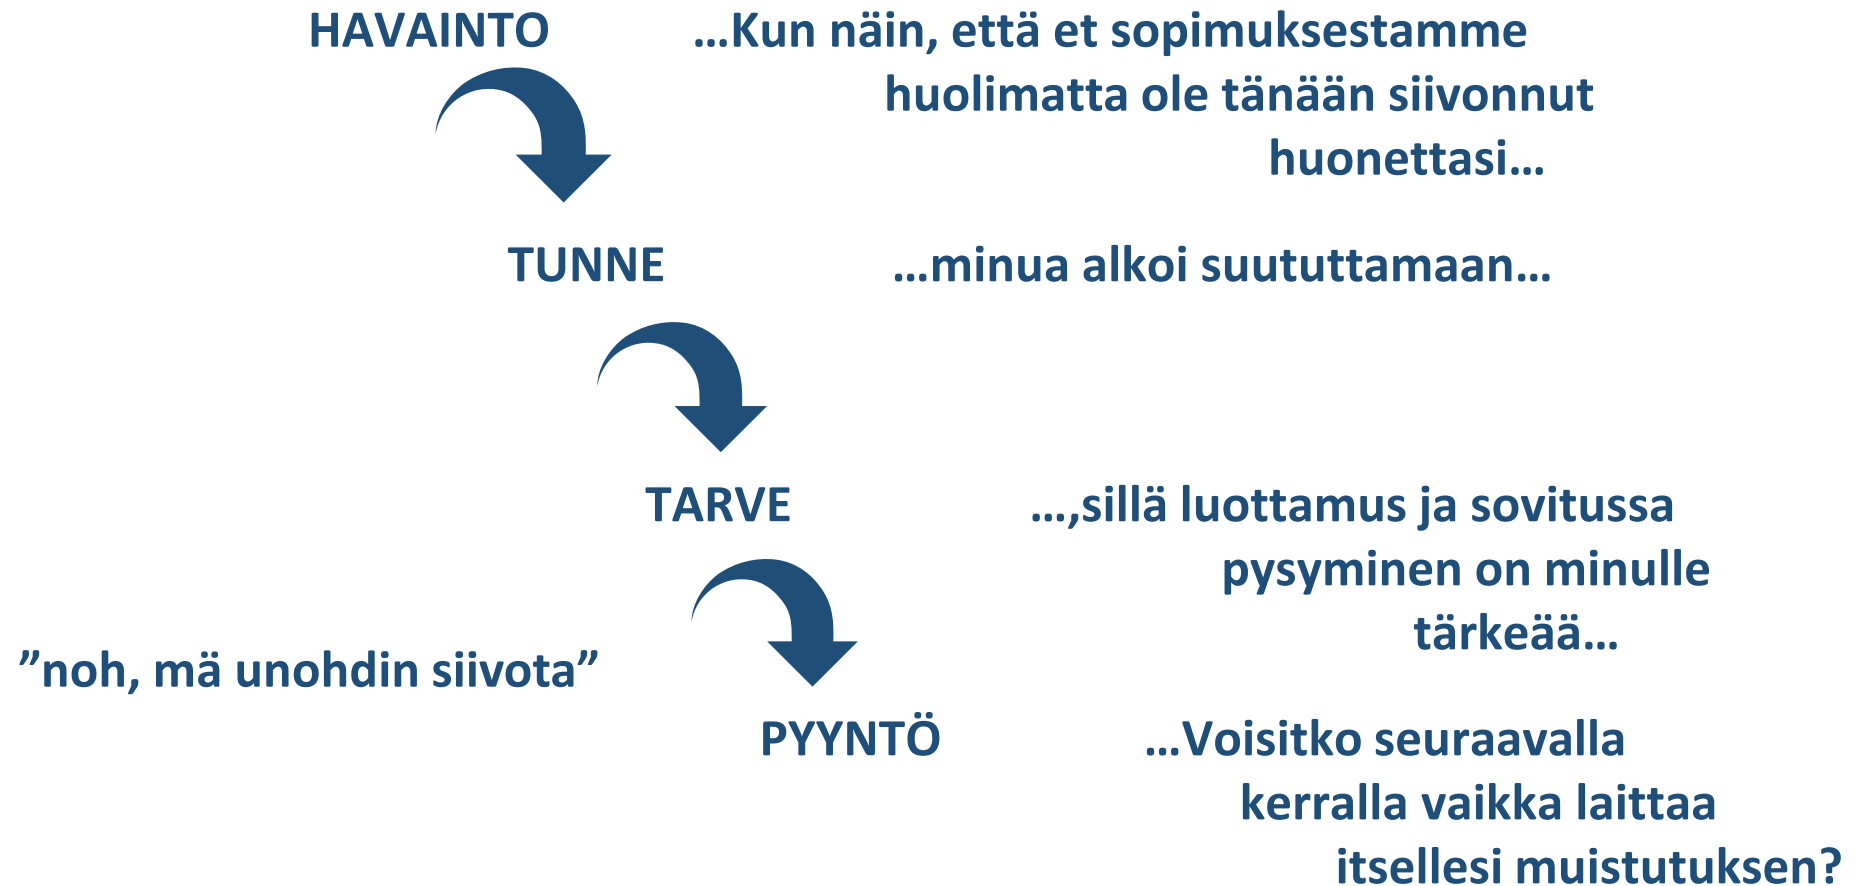 HAVAINTO …Kun näin, että et sopimuksestamme
huolimatta ole tänään siivonnut
huonettasi…
TUNNE …minua alkoi suututtamaan…
TARVE …,sillä luottamus ja sovitussa
pysyminen on minulle
tärkeää…
”noh, mä unohdin siivota”
PYYNTÖ …Voisitko seuraavalla
kerralla vaikka laittaa
itsellesi muistutuksen?